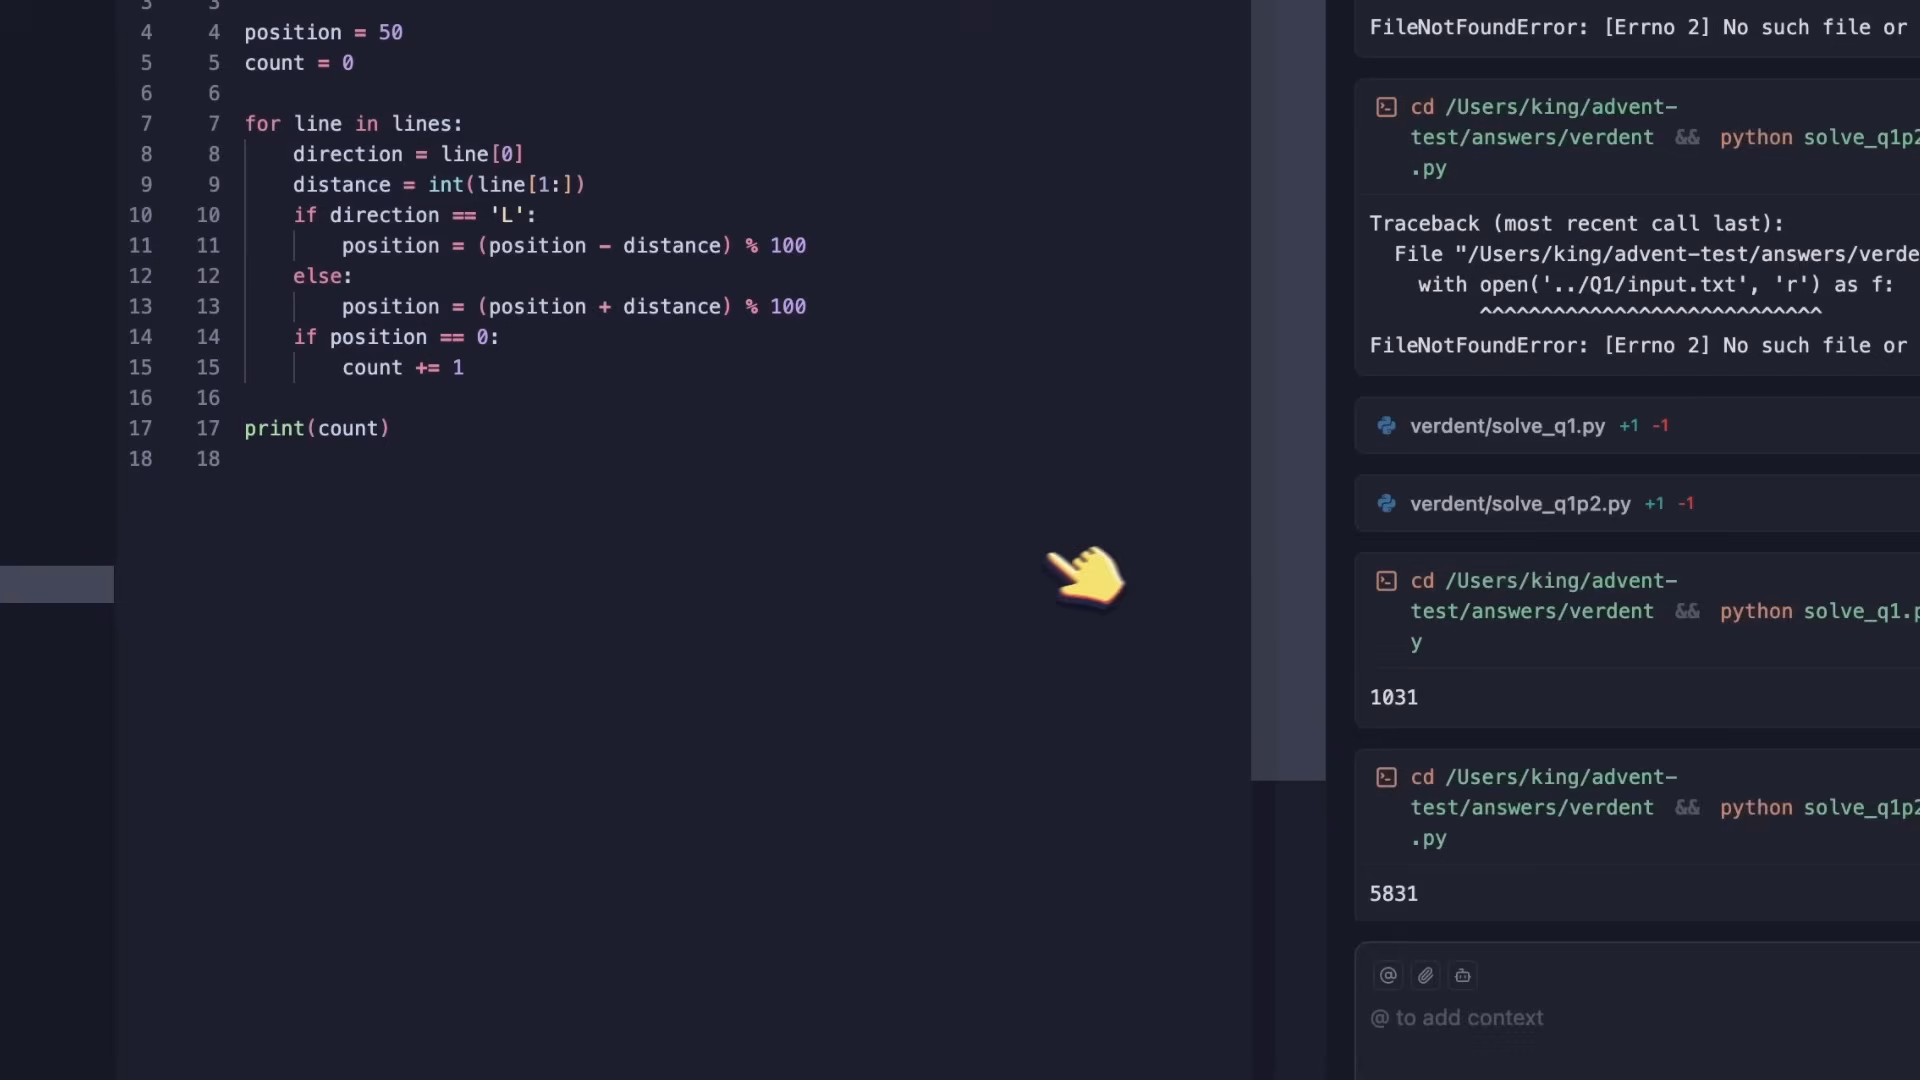 3 3
4 4 position = 50
5 5 count = 0
6 6
7 7 for line in lines:
8 8 direction = line[0]
9 9 distance = int(line[1:])
10 10 if direction == 'L':
11 11 position = (position - distance) % 100
12 12 else:
13 13 position = (position + distance) % 100
14 14 if position == 0:
15 15 count += 1
16 16
17 17 print(count)
18 18
FileNotFoundError: [Errno 2] No such file or
cd /Users/king/advent-
test/answers/verdent && python solve_q1p2
.py
Traceback (most recent call last):
File "/Users/king/advent-test/answers/verde
with open('../Q1/input.txt', 'r') as f:
^^^^^^^^^^^^^^^^^^^^^^^^^^^^
FileNotFoundError: [Errno 2] No such file or
verdent/solve_q1.py +1 -1
verdent/solve_q1p2.py +1 -1
cd /Users/king/advent-
test/answers/verdent && python solve_q1.p
y
1031
cd /Users/king/advent-
test/answers/verdent && python solve_q1p2
.py
5831
@ to add context